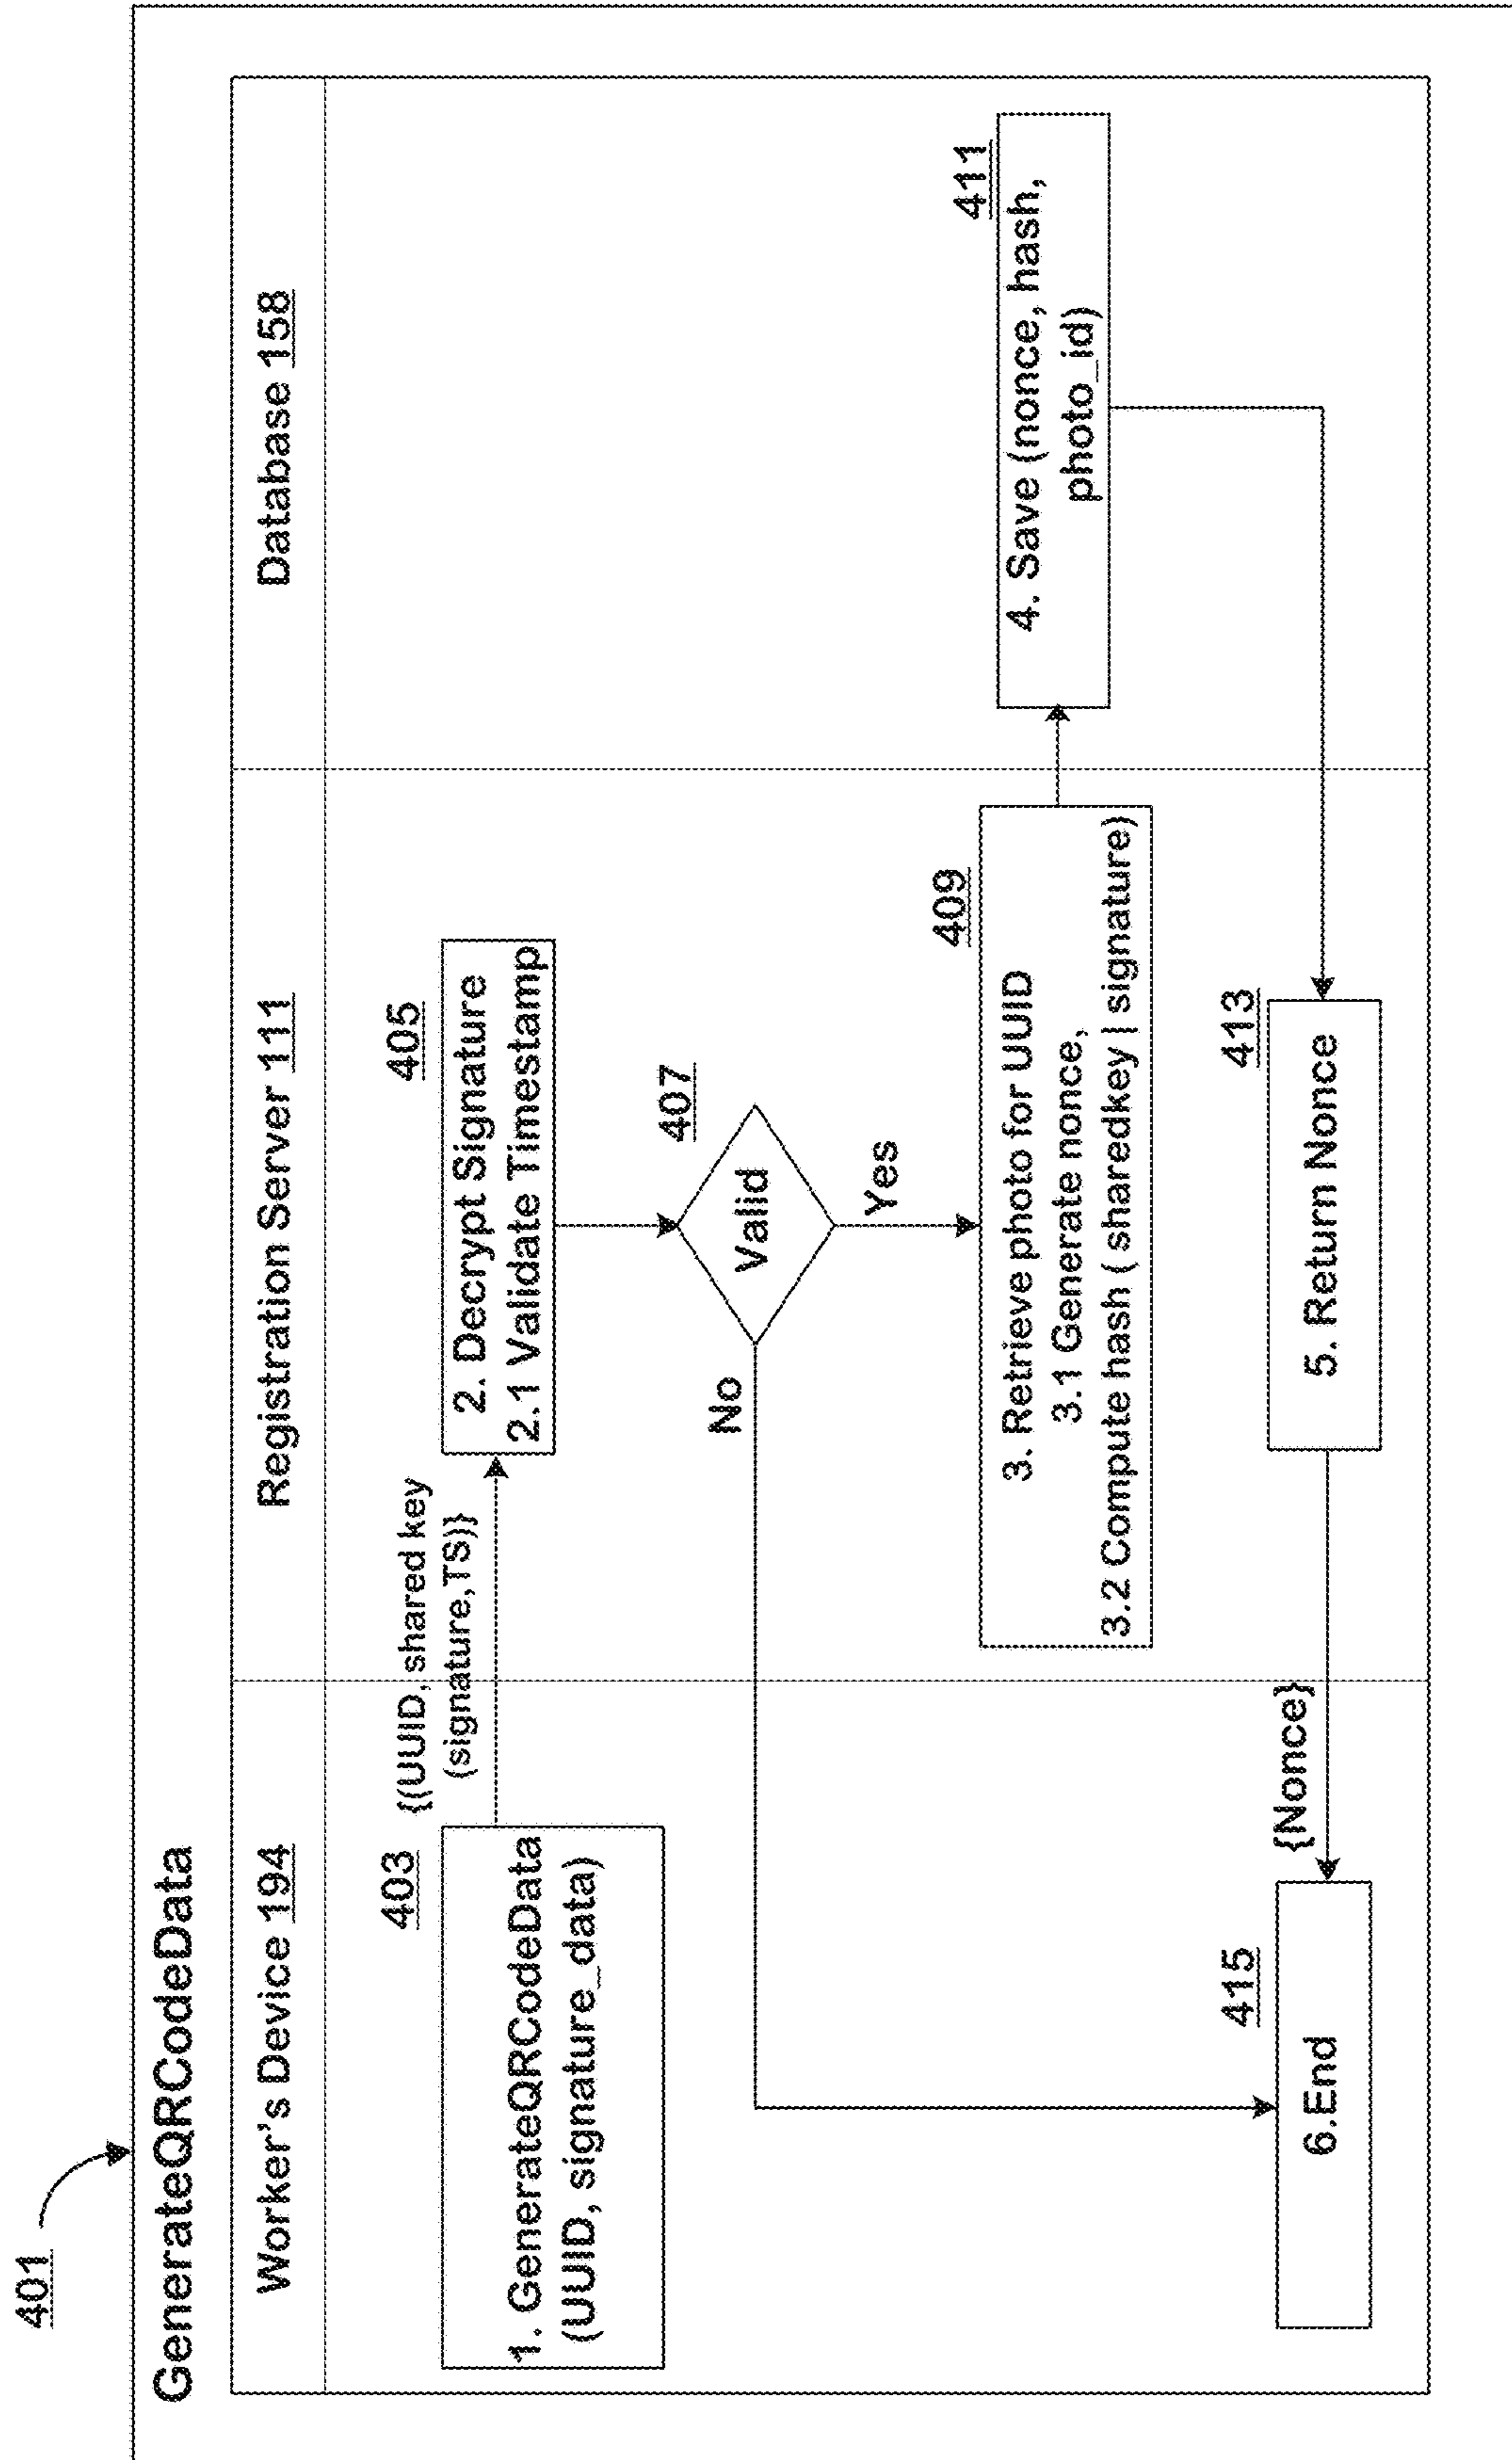 401
GenerateQRCodeData
Worker's Device 194
Registration Server 111
Database 158
403
1. GenerateQRCodeData
(UUID, signature_data)
{(UUID, shared key
(signature,TS)}
405
2. Decrypt Signature
2.1 Validate Timestamp
407
Valid
No
Yes
409
3. Retrieve photo for UUID
3.1 Generate nonce,
3.2 Compute hash ( sharedkey | signature)
411
4. Save (nonce, hash,
photo_id)
413
5. Return Nonce
{Nonce}
415
6.End